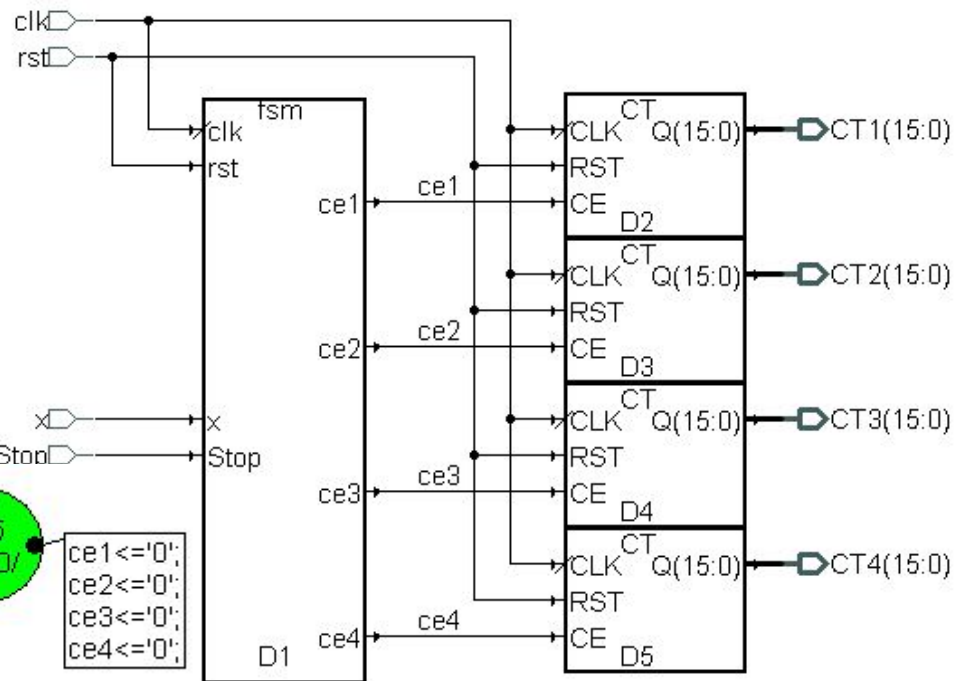 clk
rst
fsm
clk
rst
ce1
ce2
x
Stop
ce3
ce4
D1
x
Stop
ce1
ce2
ce3
ce4
CT
CLK Q(15:0)
RST
CE
D2
CT1(15:0)
CT
CLK Q(15:0)
RST
CE
D3
CT2(15:0)
CT
CLK Q(15:0)
RST
CE
D4
CT3(15:0)
CT
CLK Q(15:0)
RST
CE
D5
CT4(15:0)
ce1<='0';
ce2<='0';
ce3<='0';
ce4<='0';